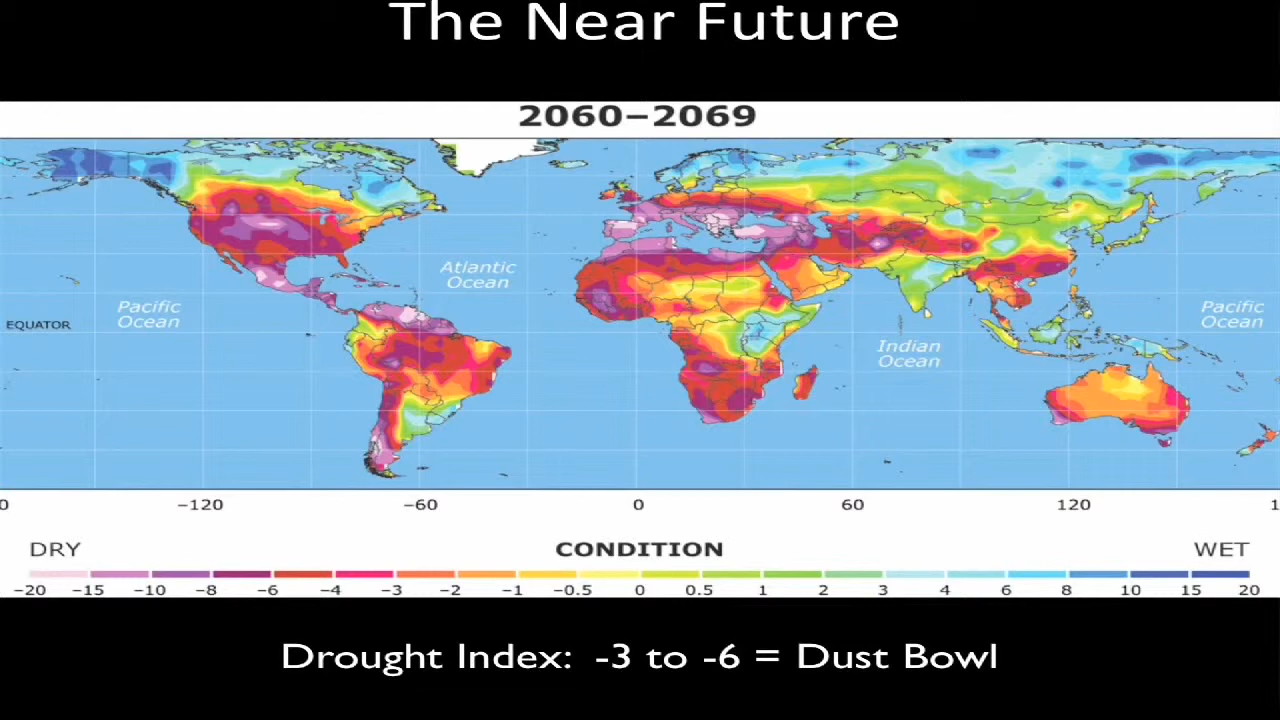 The Near Future
2060–2069
Atlantic
Ocean
Pacific
Ocean
Pacific
Ocean
EQUATOR
Indian
Ocean
0 –120 –60 0 60 120 1
DRY CONDITION WET
–20 –15 –10 –8 –6 –4 –3 –2 –1 –0.5 0 0.5 1 2 3 4 6 8 10 15 20
Drought Index: -3 to -6 = Dust Bowl